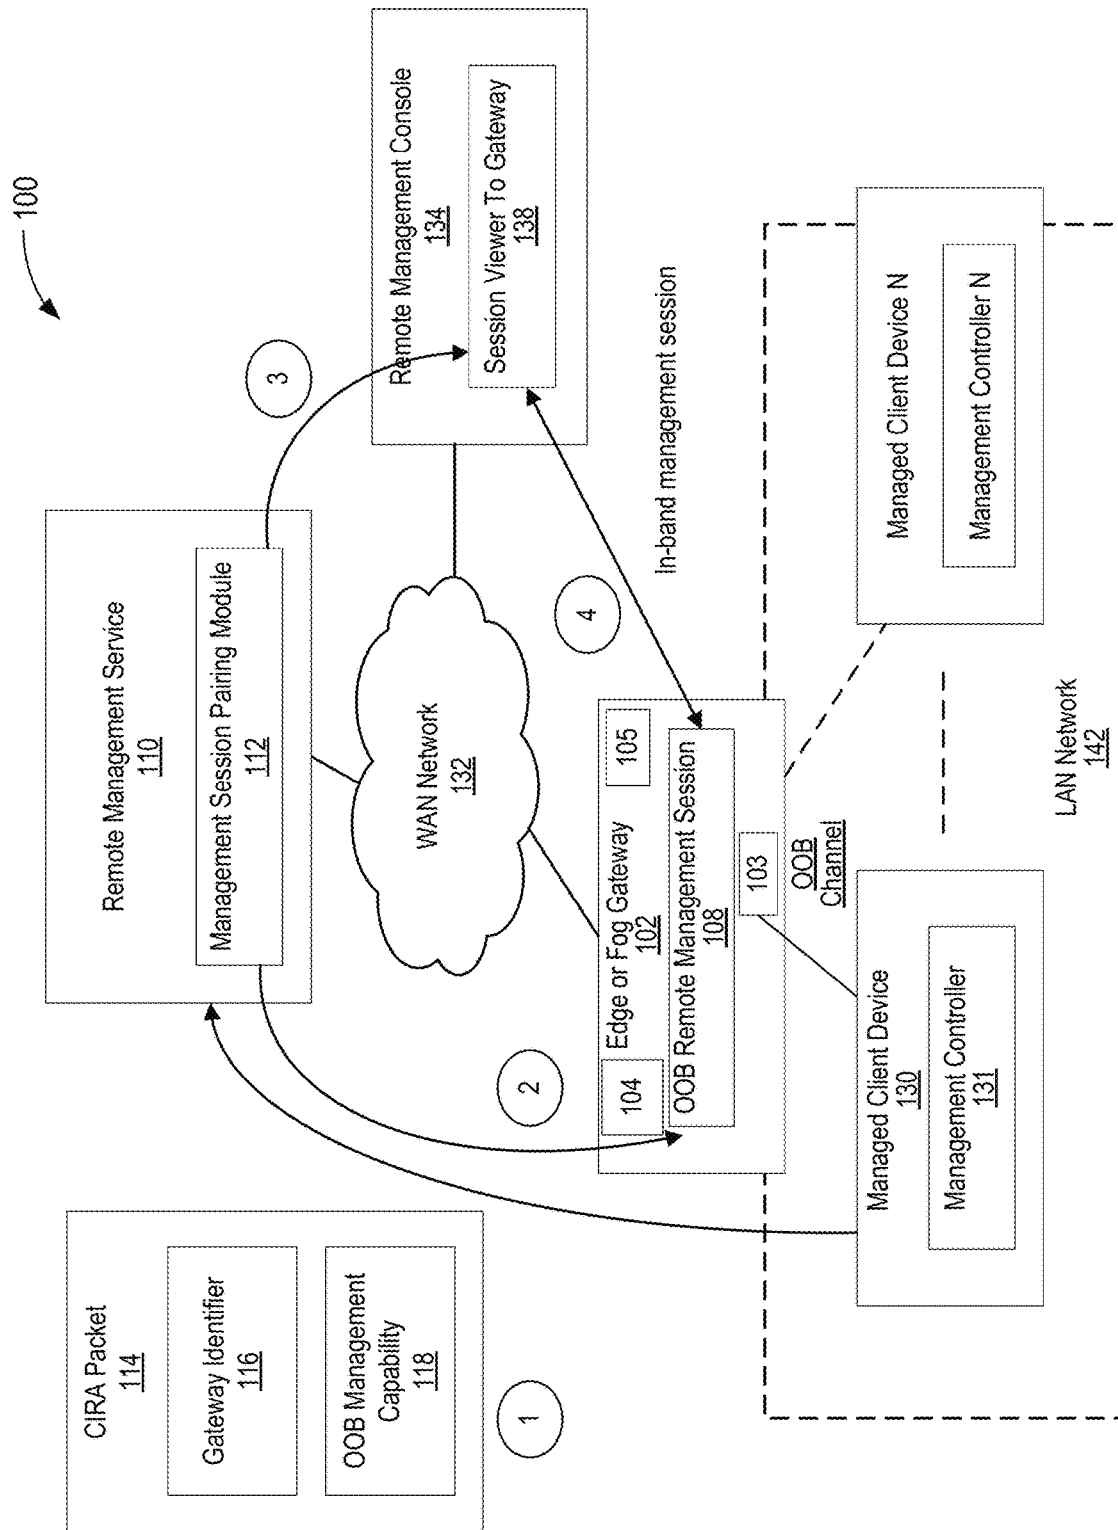 100
CIRA Packet
114
Gateway Identifier
116
OOB Management
Capability
118
1
Remote Management Service
110
Management Session Pairing Module
112
2
3
WAN Network
132
Remote Management Console
134
Session Viewer To Gateway
138
4
In-band management session
104
Edge or Fog Gateway
102
105
OOB Remote Management Session
108
103
OOB
Channel
Managed Client Device
130
Management Controller
131
Managed Client Device N
Management Controller N
LAN Network
142